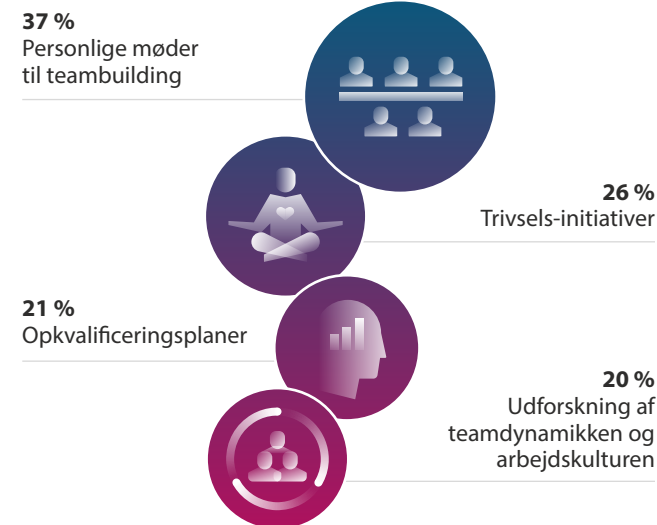 37 %
Personlige møder
til teambuilding
26 %
Trivsels-initiativer
21 %
Opkvalificeringsplaner
20 %
Udforskning af
teamdynamikken og
arbejdskulturen